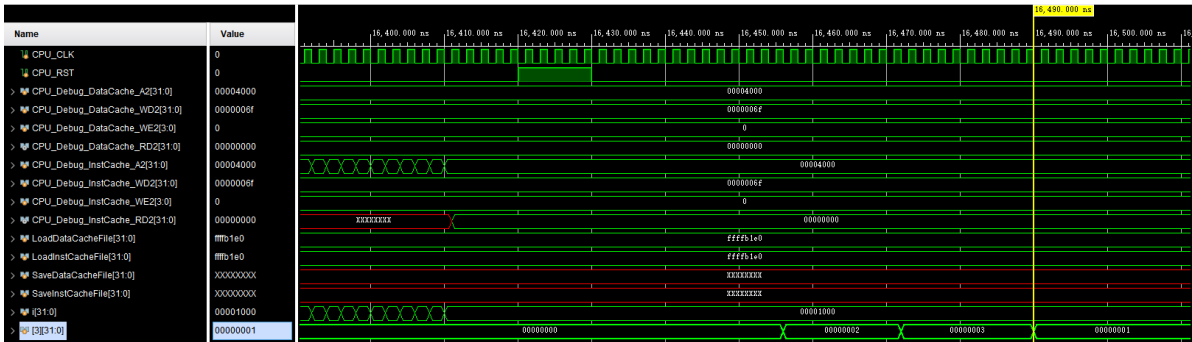 16,490.000 ns
Name Value 16,400.000 ns 16,410.000 ns 16,420.000 ns 16,430.000 ns 16,440.000 ns 16,450.000 ns 16,460.000 ns 16,470.000 ns 16,480.000 ns 16,490.000 ns 16,500.000 ns 16
CPU_CLK 0
CPU_RST 0
CPU_Debug_DataCache_A2[31:0] 00004000 00004000
CPU_Debug_DataCache_WD2[31:0] 0000006f 0000006f
CPU_Debug_DataCache_WE2[3:0] 0 0
CPU_Debug_DataCache_RD2[31:0] 00000000 00000000
CPU_Debug_InstCache_A2[31:0] 00004000 00004000
CPU_Debug_InstCache_WD2[31:0] 0000006f 0000006f
CPU_Debug_InstCache_WE2[3:0] 0 0
CPU_Debug_InstCache_RD2[31:0] 00000000 XXXXXXXX 00000000
LoadDataCacheFile[31:0] ffffb1e0 ffffb1e0
LoadInstCacheFile[31:0] ffffb1e0 ffffb1e0
SaveDataCacheFile[31:0] XXXXXXXX XXXXXXXX
SaveInstCacheFile[31:0] XXXXXXXX XXXXXXXX
i[31:0] 00001000 00001000
[3][31:0] 00000001 00000000 00000002 00000003 00000001